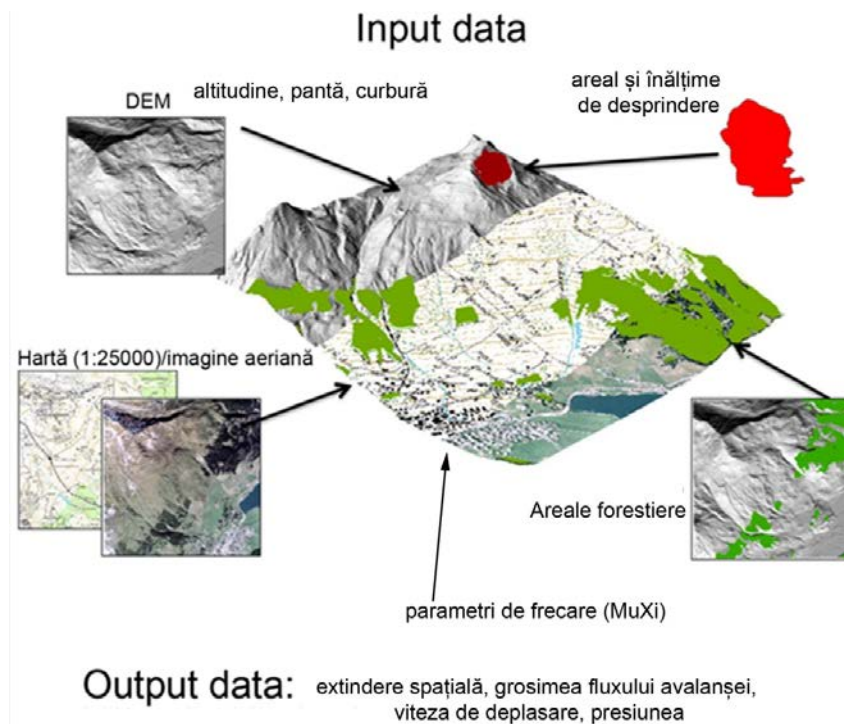 Input data
DEM
altitudine, pantă, curbură
areal și înălțime
de desprindere
Hartă (1:25000)/imagine aeriană
Areale forestiere
parametri de frecare (MuXi)
Output data: extindere spațială, grosimea fluxului avalanșei,
viteza de deplasare, presiunea